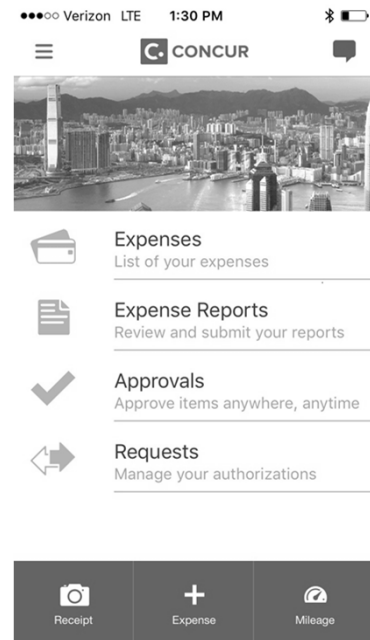 Verizon LTE 1:30 PM
C. CONCUR
Expenses
List of your expenses
Expense Reports
Review and submit your reports
Approvals
Approve items anywhere, anytime
Requests
Manage your authorizations
Receipt Expense Mileage